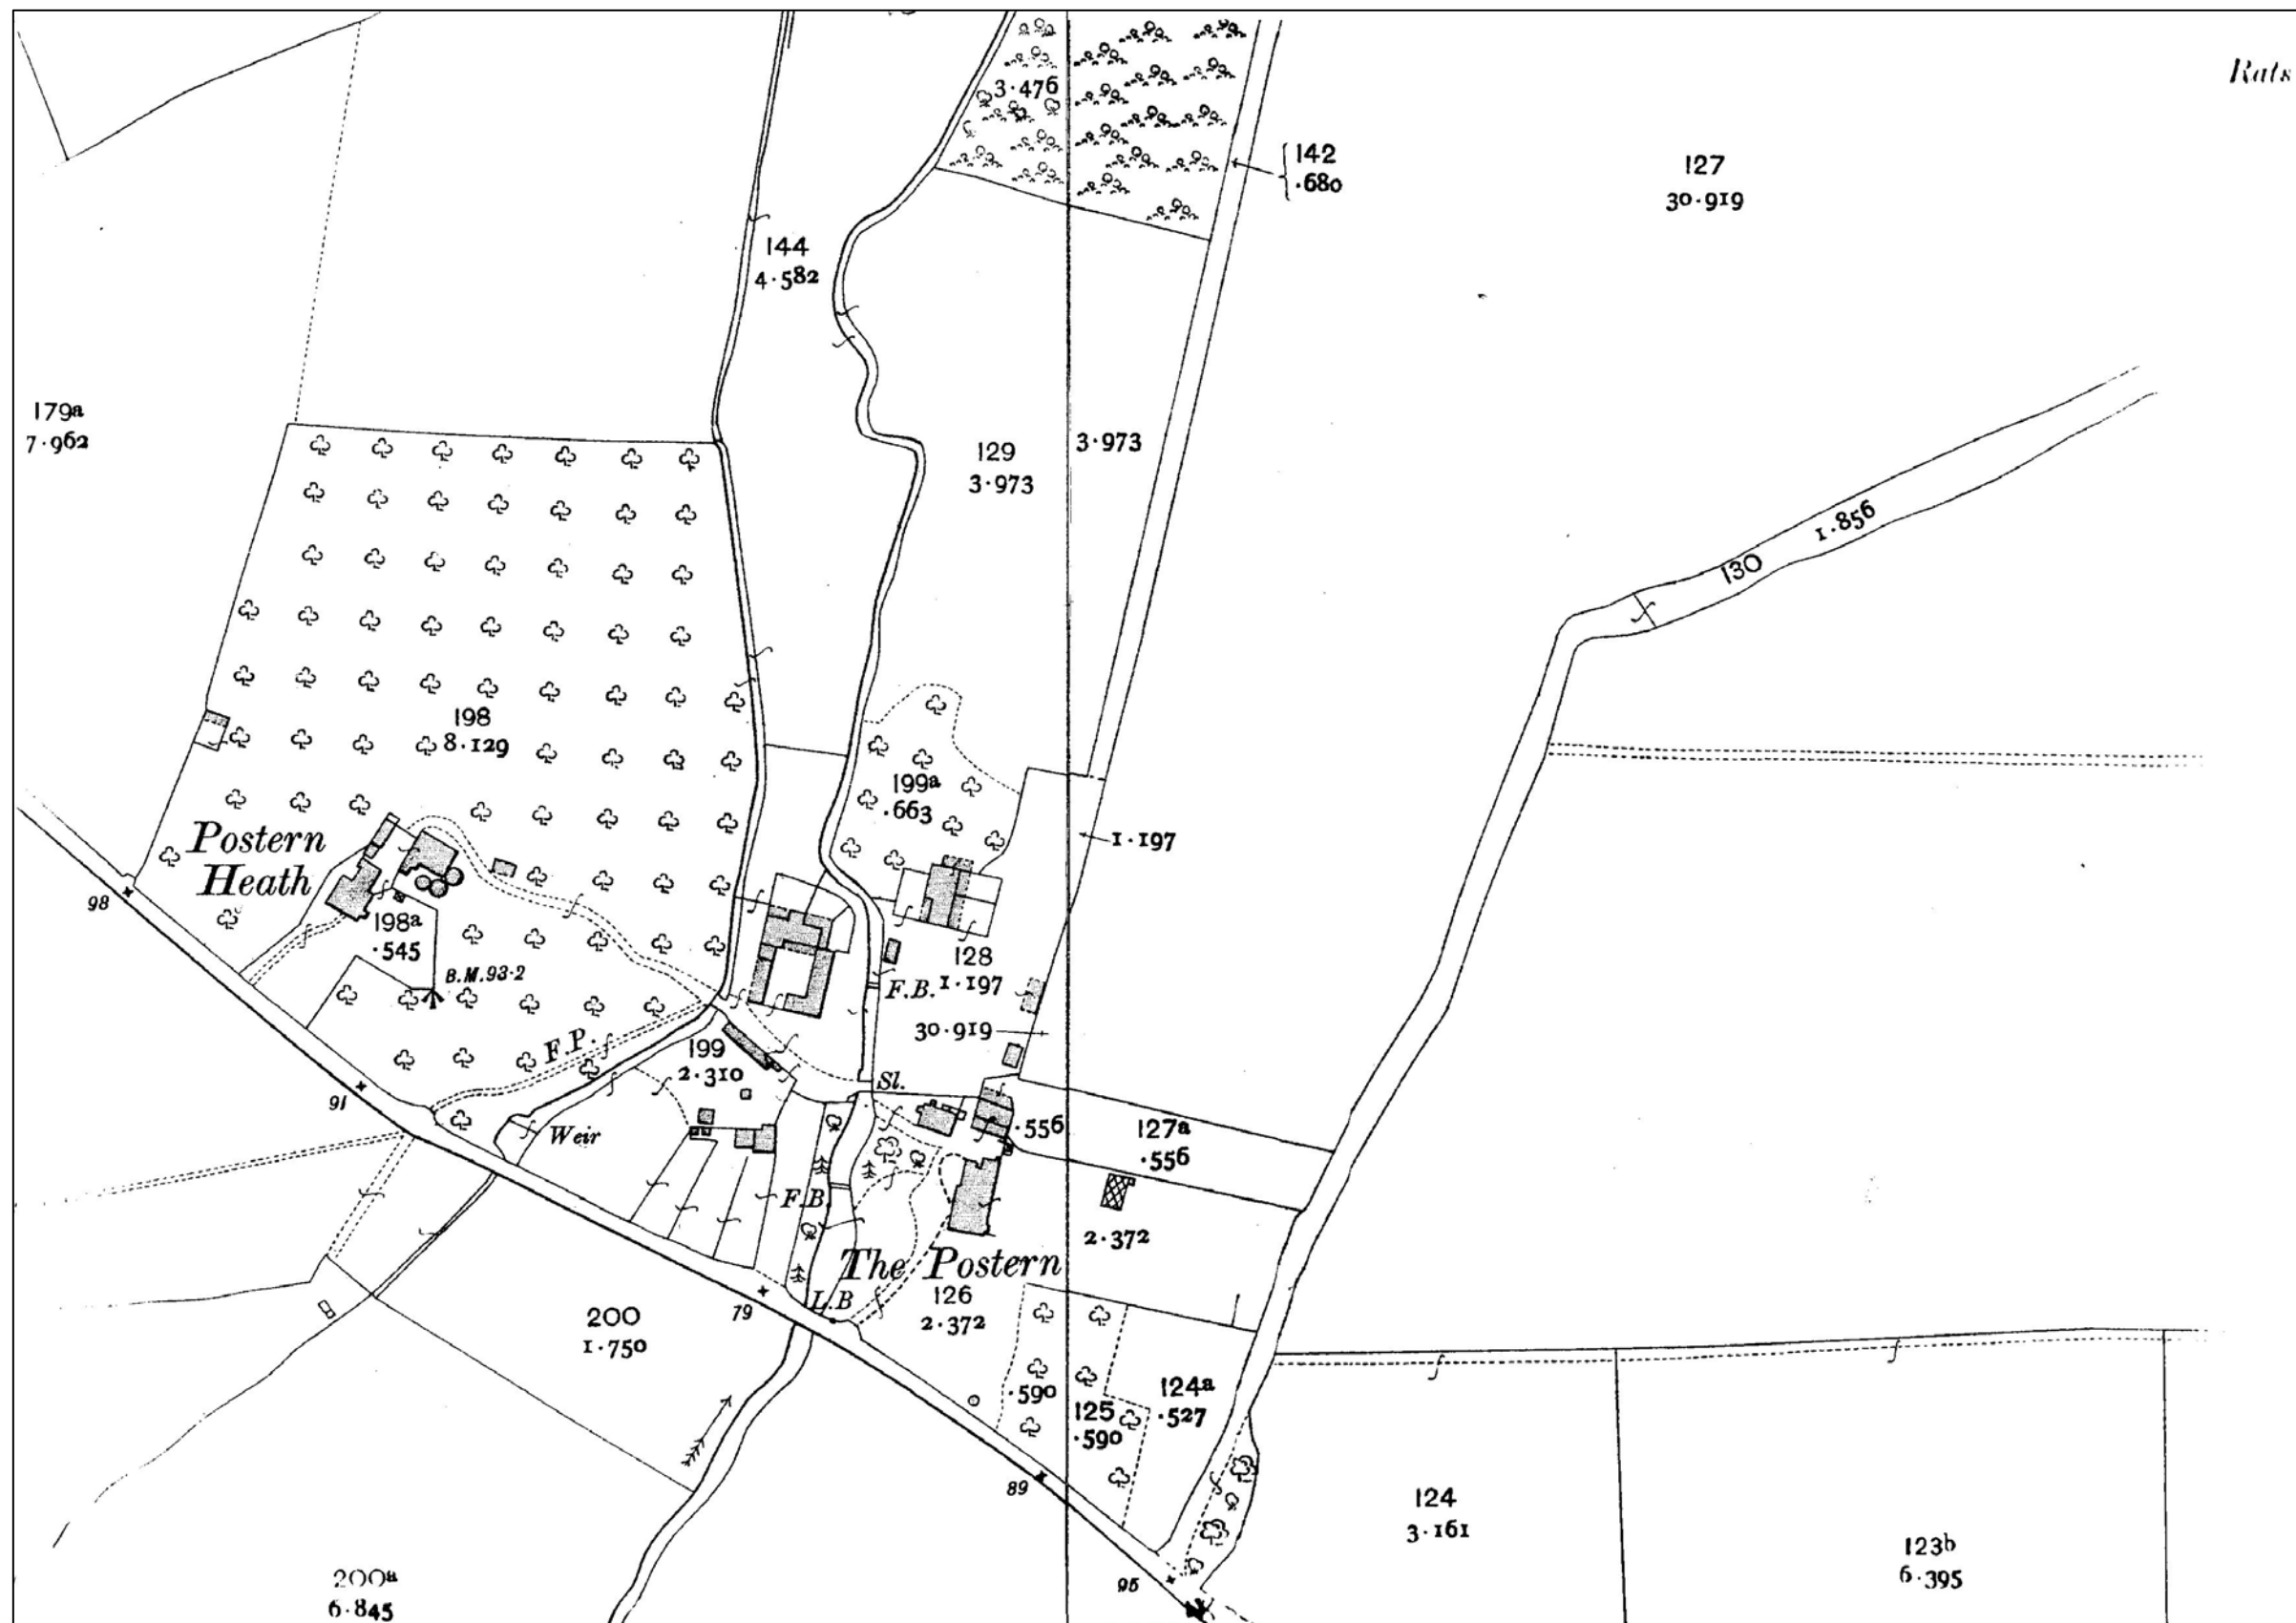 Rats
3·476
142
·680
127
30·919
144
4·582
179a
7·962
129
3·973
3·973
130
1·856
198
8·129
199a
·663
1·197
Postern
Heath
98
198a
·545
B.M.93·2
128
1·197
F.B.
30·919
F.P.
199
2·310
Sl.
91
Weir
·556
127a
·556
F.B.
2·372
The Postern
L.B
126
2·372
79
200
1·750
·590
125
·590
124a
·527
89
124
3·161
123b
6·395
95
200a
6·845